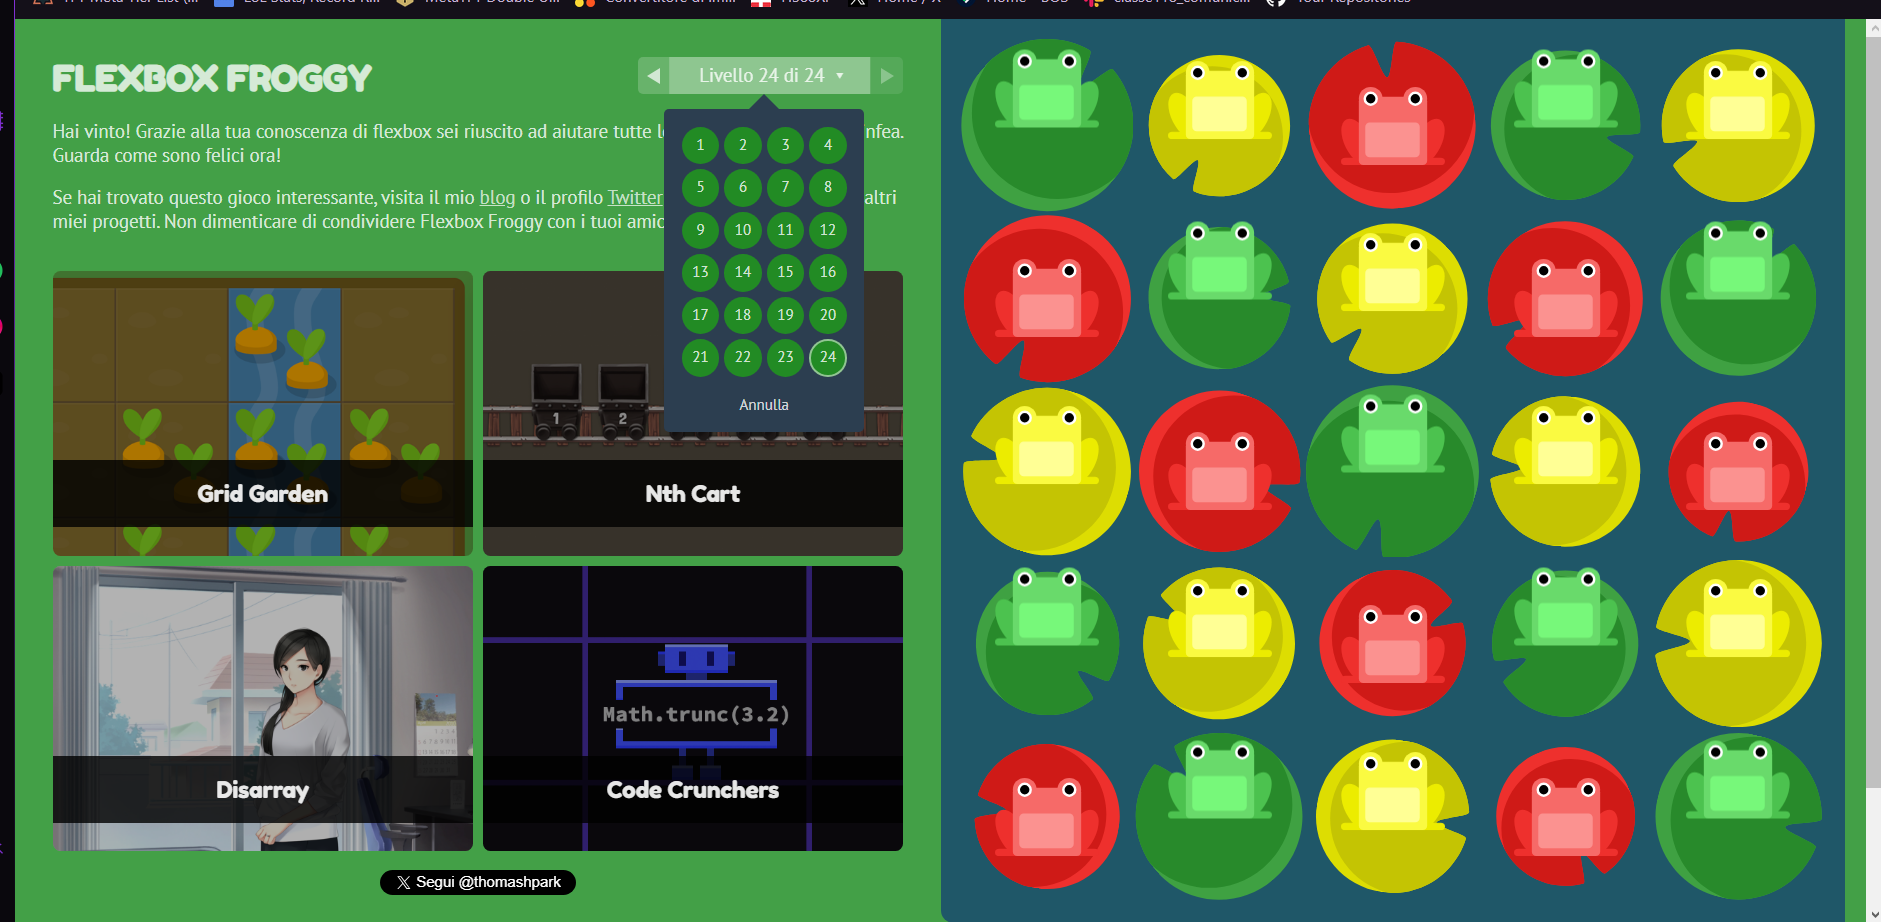 Home / X
Home
FLEXBOX FROGGY
◀ Livello 24 di 24 ▼ ▶
Hai vinto! Grazie alla tua conoscenza di flexbox sei riuscito ad aiutare tutte
Guarda come sono felici ora!
Se hai trovato questo gioco interessante, visita il mio blog o il profilo Twitter altri
miei progetti. Non dimenticare di condividere Flexbox Froggy con i tuoi
1 2 3 4
5 6 7 8
9 10 11 12
13 14 15 16
17 18 19 20
21 22 23 24
Annulla
1 2
Grid Garden
Nth Cart
Math.trunc(3.2)
Disarray
Code Crunchers
X Segui @thomashpark